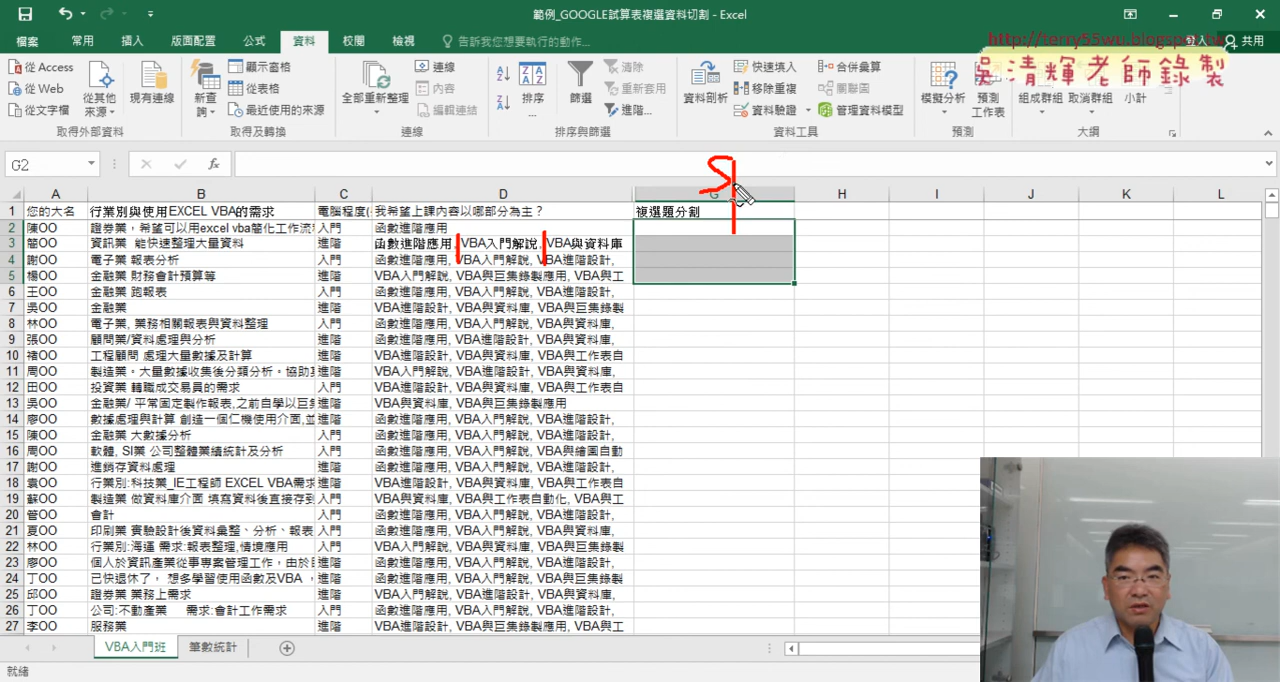 範例_GOOGLE試算表複選資料切割 - Excel
檔案 常用 插入 版面配置 公式 資料 校閱 檢視 告訴我您想要執行的動作... 登入 共用
http://terry55wu.blogspot.tw
吳清輝老師錄製
從 Access 從 Web 從文字檔 從其他來源 現有連線 新查詢 顯示窗格 從表格 最近使用的來源 全部重新整理 連線 內容 編輯連結 排序... 篩選 清除 重新套用 進階... 資料剖析 快速填入 移除重複 資料驗證 合併彙算 關聯圖 管理資料模型 模擬分析 預測工作表 組成群組 取消群組 小計
取得外部資料 取得及轉換 連線 排序與篩選 資料工具 預測 大綱
G2 fx
A B C D G H I J K L
1 您的大名 行業別與使用EXCEL VBA的需求 電腦程度( 我希望上課內容以哪部分為主? 複選題分割
2 陳OO 證券業,希望可以用excel vba簡化工作流程 入門 函數進階應用
3 簡OO 資訊業 能快速整理大量資料 進階 函數進階應用, VBA入門解說, VBA與資料庫
4 謝OO 電子業 報表分析 入門 函數進階應用, VBA入門解說, VBA進階設計,
5 楊OO 金融業 財務會計預算等 進階 VBA入門解說, VBA與巨集錄製應用, VBA與工
6 王OO 金融業 跑報表 入門 函數進階應用, VBA入門解說, VBA進階設計,
7 吳OO 金融業 進階 VBA進階設計, VBA與資料庫, VBA與巨集錄製
8 林OO 電子業, 業務相關報表與資料整理 入門 函數進階應用, VBA入門解說, VBA與資料庫,
9 張OO 顧問業/資料處理與分析 入門 函數進階應用, VBA進階設計, VBA與資料庫,
10 褚OO 工程顧問 處理大量數據及計算 進階 VBA進階設計, VBA與資料庫, VBA與工作表自
11 周OO 製造業。大量數據收集後分類分析。協助 進階 VBA入門解說, VBA進階設計, VBA與資料庫,
12 田OO 投資業 轉職成交易員的需求 入門 VBA進階設計, VBA與資料庫, VBA與工作表自
13 吳OO 金融業/ 平常固定製作報表,之前自學以巨集 進階 VBA與資料庫, VBA與巨集錄製應用
14 廖OO 數據處理與計算 創造一個仁機使用介面,並 入門 函數進階應用, VBA入門解說, VBA進階設計,
15 陳OO 金融業 大數據分析 入門 函數進階應用, VBA入門解說, VBA進階設計,
16 周OO 軟體, SI業 公司整體業績統計及分析 入門 函數進階應用, VBA入門解說, VBA與繪圖自動
17 謝OO 進銷存資料處理 進階 函數進階應用, VBA入門解說, VBA進階設計,
18 袁OO 行業別:科技業_IE工程師 EXCEL VBA需求 進階 VBA進階設計, VBA與資料庫, VBA與工作表自
19 蘇OO 製造業 做資料庫介面 填寫資料後直接存到 入門 VBA與資料庫, VBA與工作表自動化, VBA與工
20 管OO 會計 入門 函數進階應用, VBA入門解說, VBA進階設計,
21 夏OO 印刷業 實驗設計後資料彙整、分析、報表 進階 函數進階應用, VBA入門解說, VBA與資料庫,
22 林OO 行業別:海運 需求:報表整理,情境應用 入門 VBA入門解說, VBA與資料庫, VBA與巨集錄製
23 廖OO 個人於資訊產業從事專案管理工作,由於 進階 函數進階應用, VBA入門解說, VBA進階設計,
24 丁OO 已快退休了, 想多學習使用函數及VBA , 進階 函數進階應用, VBA入門解說, VBA與巨集錄製
25 邱OO 證券業 業務上需求 進階 VBA入門解說, VBA進階設計, VBA與資料庫,
26 丁OO 公司:不動產業 需求:會計工作需求 入門 函數進階應用, VBA入門解說, VBA進階設計,
27 李OO 服務業 入門 VBA入門解說, VBA進階設計, VBA與資料庫,
VBA入門班 筆數統計
就緒